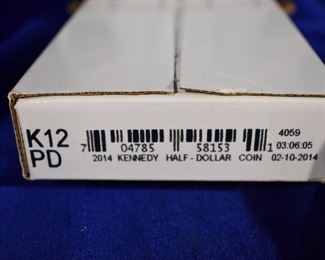 K12
PD
7 04785 58153 1
2014 KENNEDY HALF-DOLLAR COIN
4059
03:06:05
02-10-2014